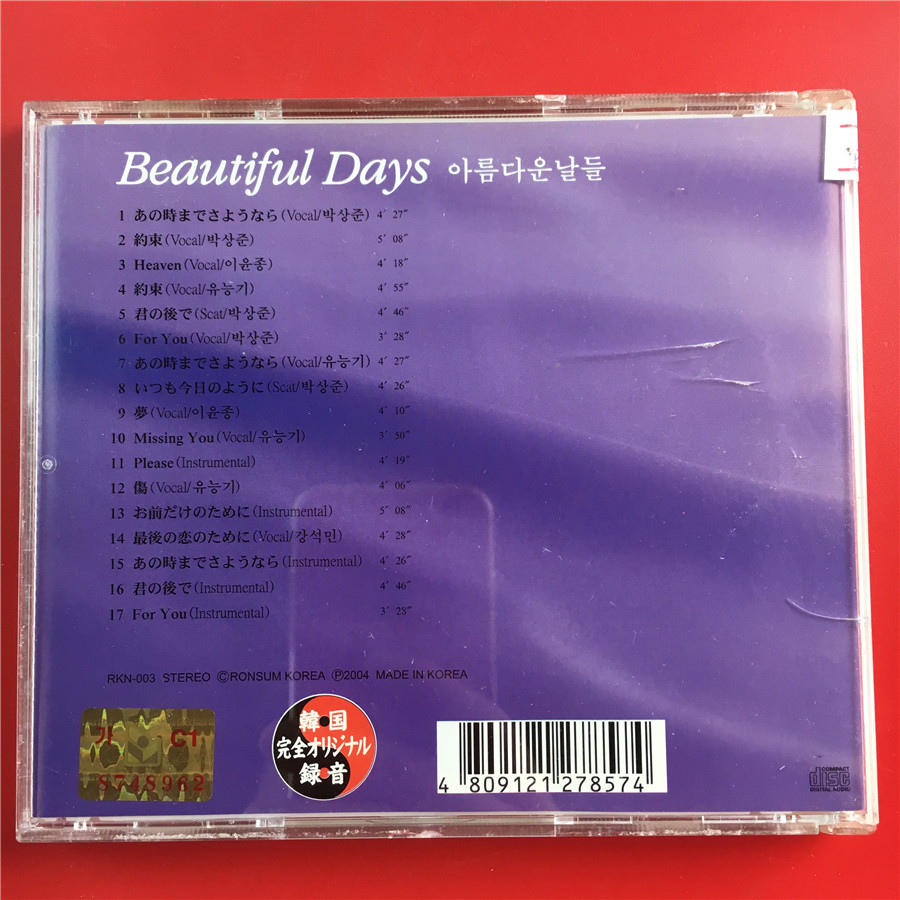 Beautiful Days 아름다운날들
1 あの時までさようなら(Vocal/박상준) 4' 27"
2 約束(Vocal/박상준) 5' 08"
3 Heaven(Vocal/이윤종) 4' 18"
4 約束(Vocal/유능기) 4' 55"
5 君の後で(Scat/박상준) 4' 46"
6 For You(Vocal/박상준) 3' 28"
7 あの時までさようなら(Vocal/유능기) 4' 27"
8 いつも今日のように(Scat/박상준) 4' 26"
9 夢(Vocal/이윤종) 4' 10"
10 Missing You(Vocal/유능기) 3' 50"
11 Please(Instrumental) 4' 19"
12 傷(Vocal/유능기) 4' 06"
13 お前だけのために(Instrumental) 5' 08"
14 最後の恋のために(Vocal/강석민) 4' 28"
15 あの時までさようなら(Instrumental) 4' 26"
16 君の後で(Instrumental) 4' 46"
17 For You(Instrumental) 3' 28"
RKN-003 STEREO ©RONSUM KOREA ℗2004 MADE IN KOREA
가 C1
8748962
韓・国
完全オリジナル
録・音
4 809121 278574
COMPACT
disc
DIGITAL AUDIO